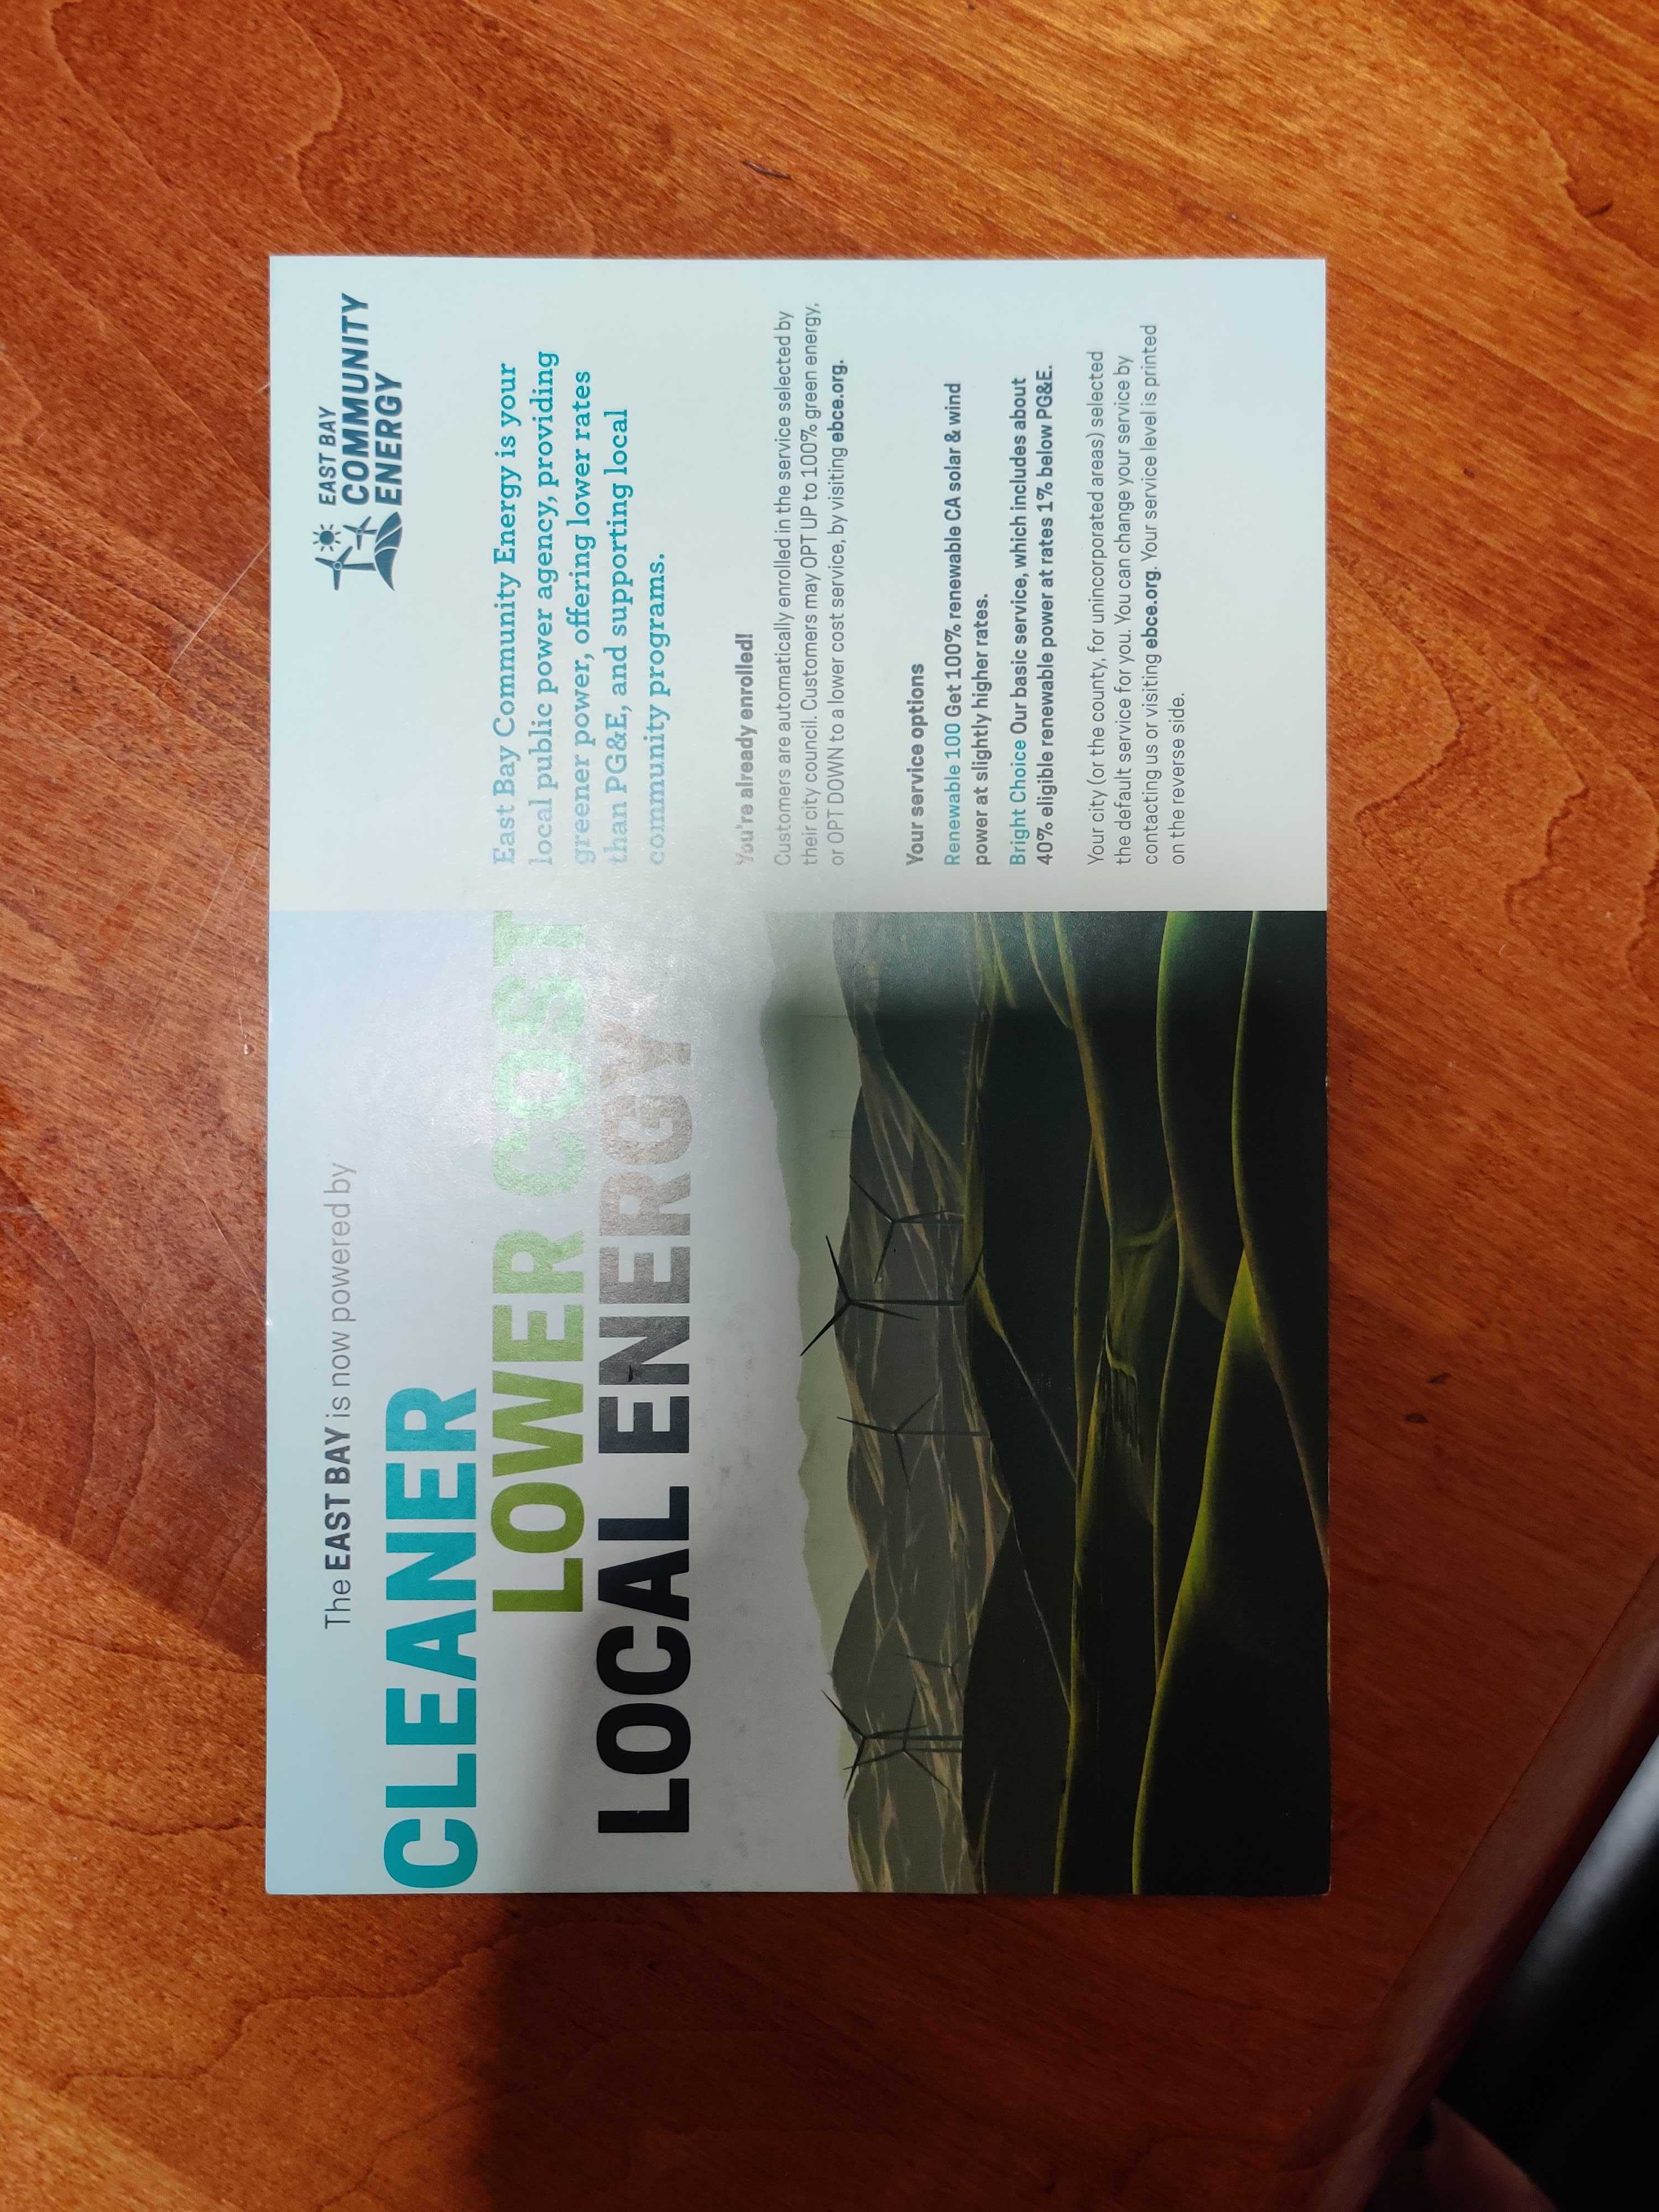 The EAST BAY is now powered by
CLEANER
LOWER COST
LOCAL ENERGY
EAST BAY
COMMUNITY
ENERGY
East Bay Community Energy is your
local public power agency, providing
greener power, offering lower rates
than PG&E, and supporting local
community programs.
You're already enrolled!
Customers are automatically enrolled in the service selected by
their city council. Customers may OPT UP to 100% green energy,
or OPT DOWN to a lower cost service, by visiting ebce.org.
Your service options
Renewable 100 Get 100% renewable CA solar & wind
power at slightly higher rates.
Bright Choice Our basic service, which includes about
40% eligible renewable power at rates 1% below PG&E.
Your city (or the county, for unincorporated areas) selected
the default service for you. You can change your service by
contacting us or visiting ebce.org. Your service level is printed
on the reverse side.